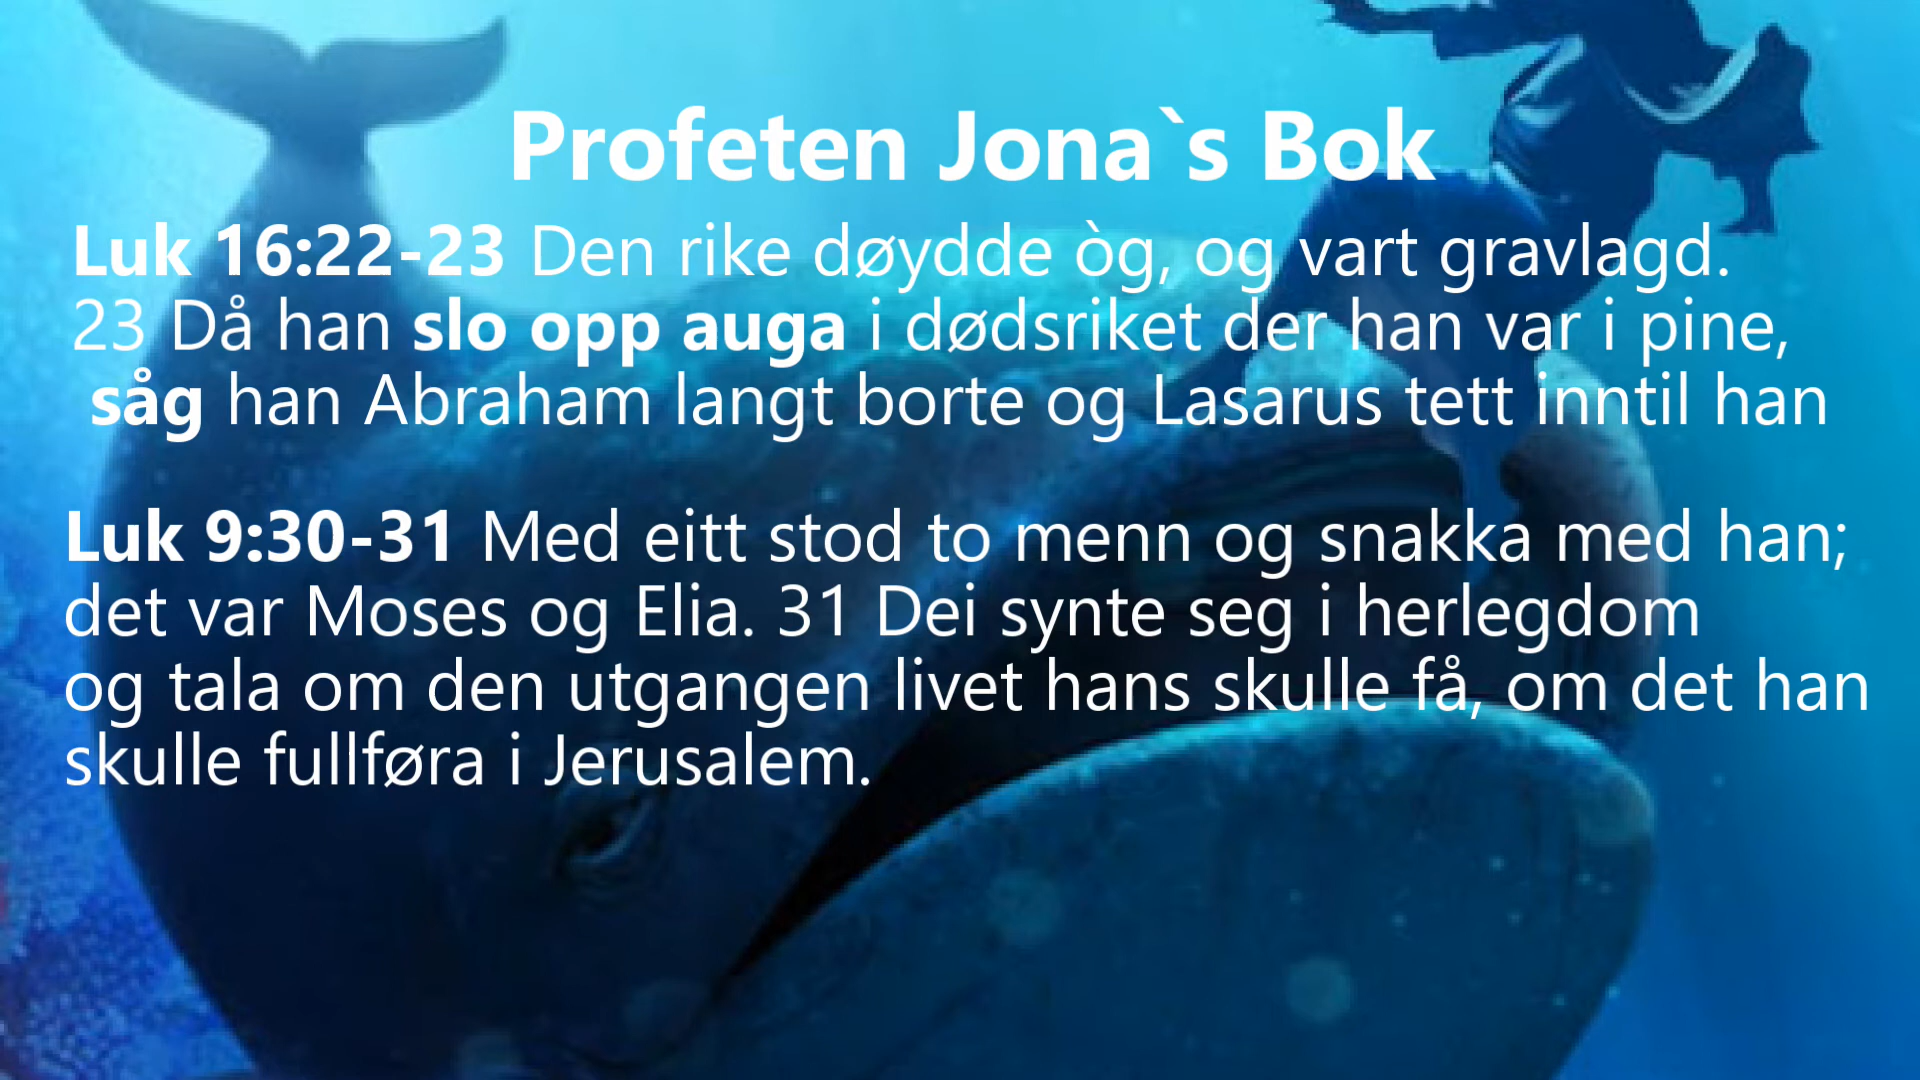 Profeten Jona`s Bok
Luk 16:22-23 Den rike døydde òg, og vart gravlagd.
23 Då han slo opp auga i dødsriket der han var i pine,
såg han Abraham langt borte og Lasarus tett inntil han
Luk 9:30-31 Med eitt stod to menn og snakka med han;
det var Moses og Elia. 31 Dei synte seg i herlegdom
og tala om den utgangen livet hans skulle få, om det han
skulle fullføra i Jerusalem.